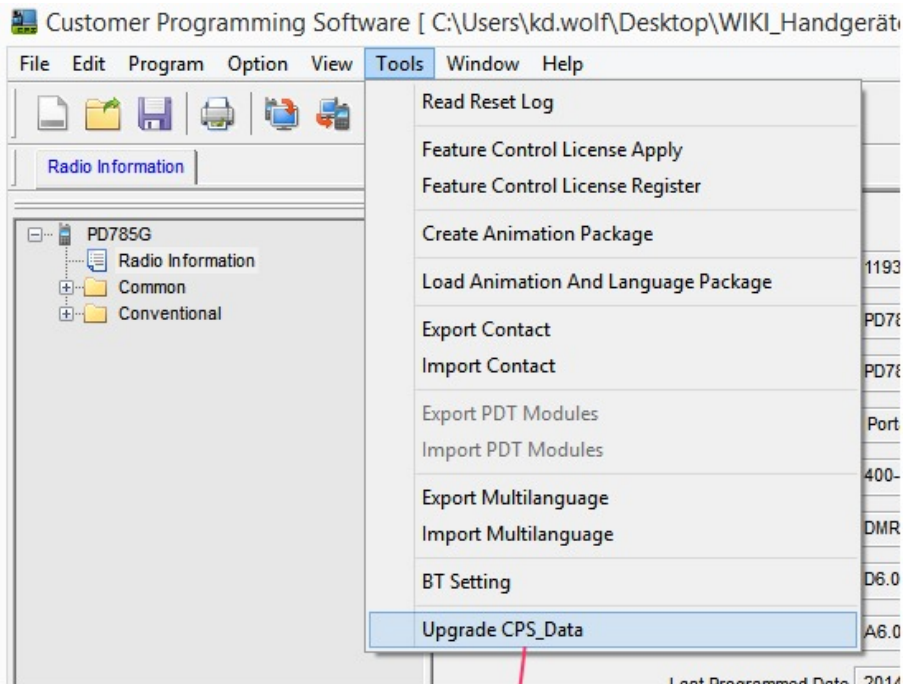 Customer Programming Software [ C:\Users\kd.wolf\Desktop\WIKI_Handgeräte
File Edit Program Option View Tools Window Help
Radio Information
PD785G
Radio Information
Common
Conventional
Read Reset Log
Feature Control License Apply
Feature Control License Register
Create Animation Package
Load Animation And Language Package
Export Contact
Import Contact
Export PDT Modules
Import PDT Modules
Export Multilanguage
Import Multilanguage
BT Setting
Upgrade CPS_Data
1193
PD78
PD78
Port
400-
DMR
D6.0
A6.0
Last Programmed Date 2014